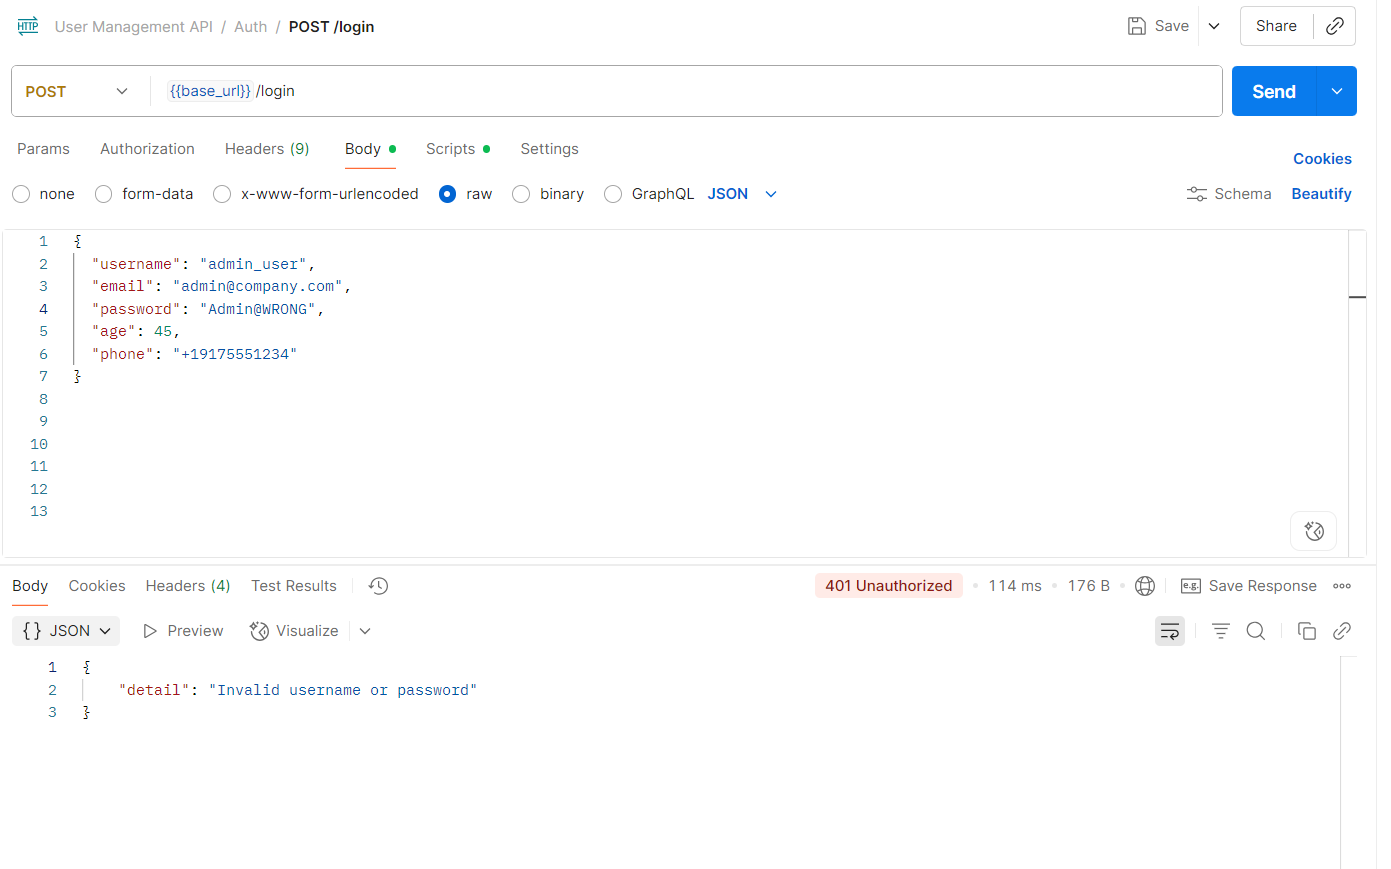 HTTP User Management API / Auth / POST /login Save Share
POST {{base_url}} /login Send
Params Authorization Headers (9) Body Scripts Settings Cookies
none form-data x-www-form-urlencoded raw binary GraphQL JSON Schema Beautify
1 {
2 "username": "admin_user",
3 "email": "admin@company.com",
4 "password": "Admin@WRONG",
5 "age": 45,
6 "phone": "+19175551234"
7 }
8
9
10
11
12
13
Body Cookies Headers (4) Test Results 401 Unauthorized • 114 ms • 176 B • e.g. Save Response
{} JSON Preview Visualize
1 {
2 "detail": "Invalid username or password"
3 }